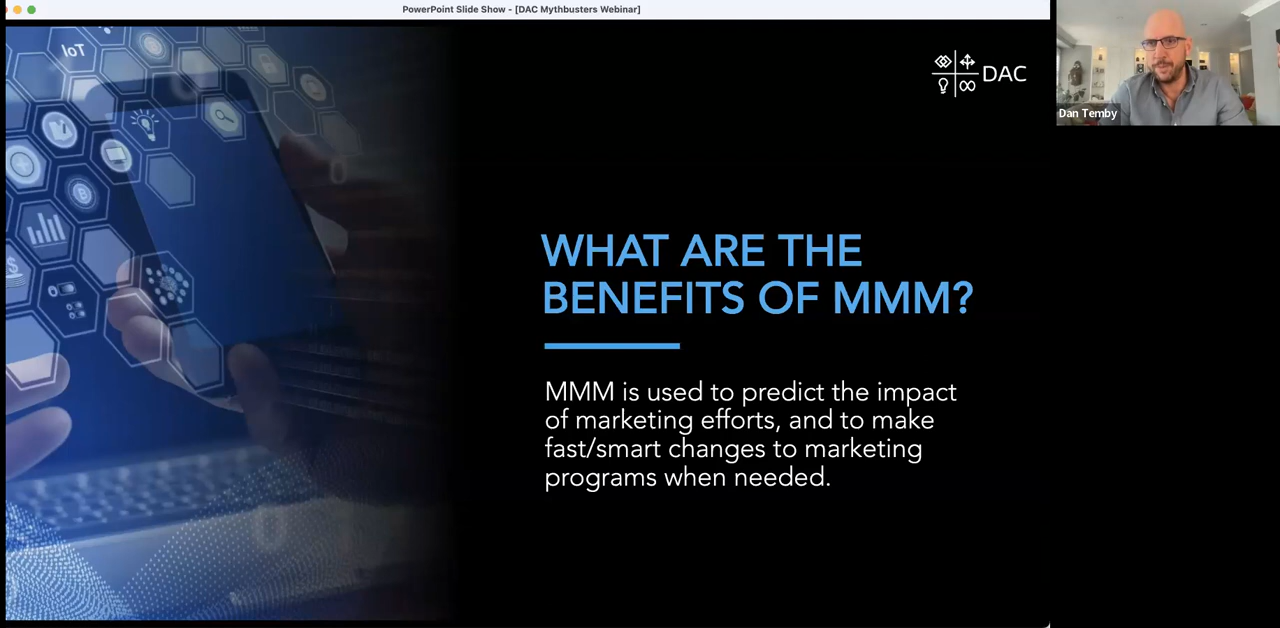 PowerPoint Slide Show - [DAC Mythbusters Webinar]
IoT
DAC
Dan Temby
WHAT ARE THE
BENEFITS OF MMM?
MMM is used to predict the impact
of marketing efforts, and to make
fast/smart changes to marketing
programs when needed.